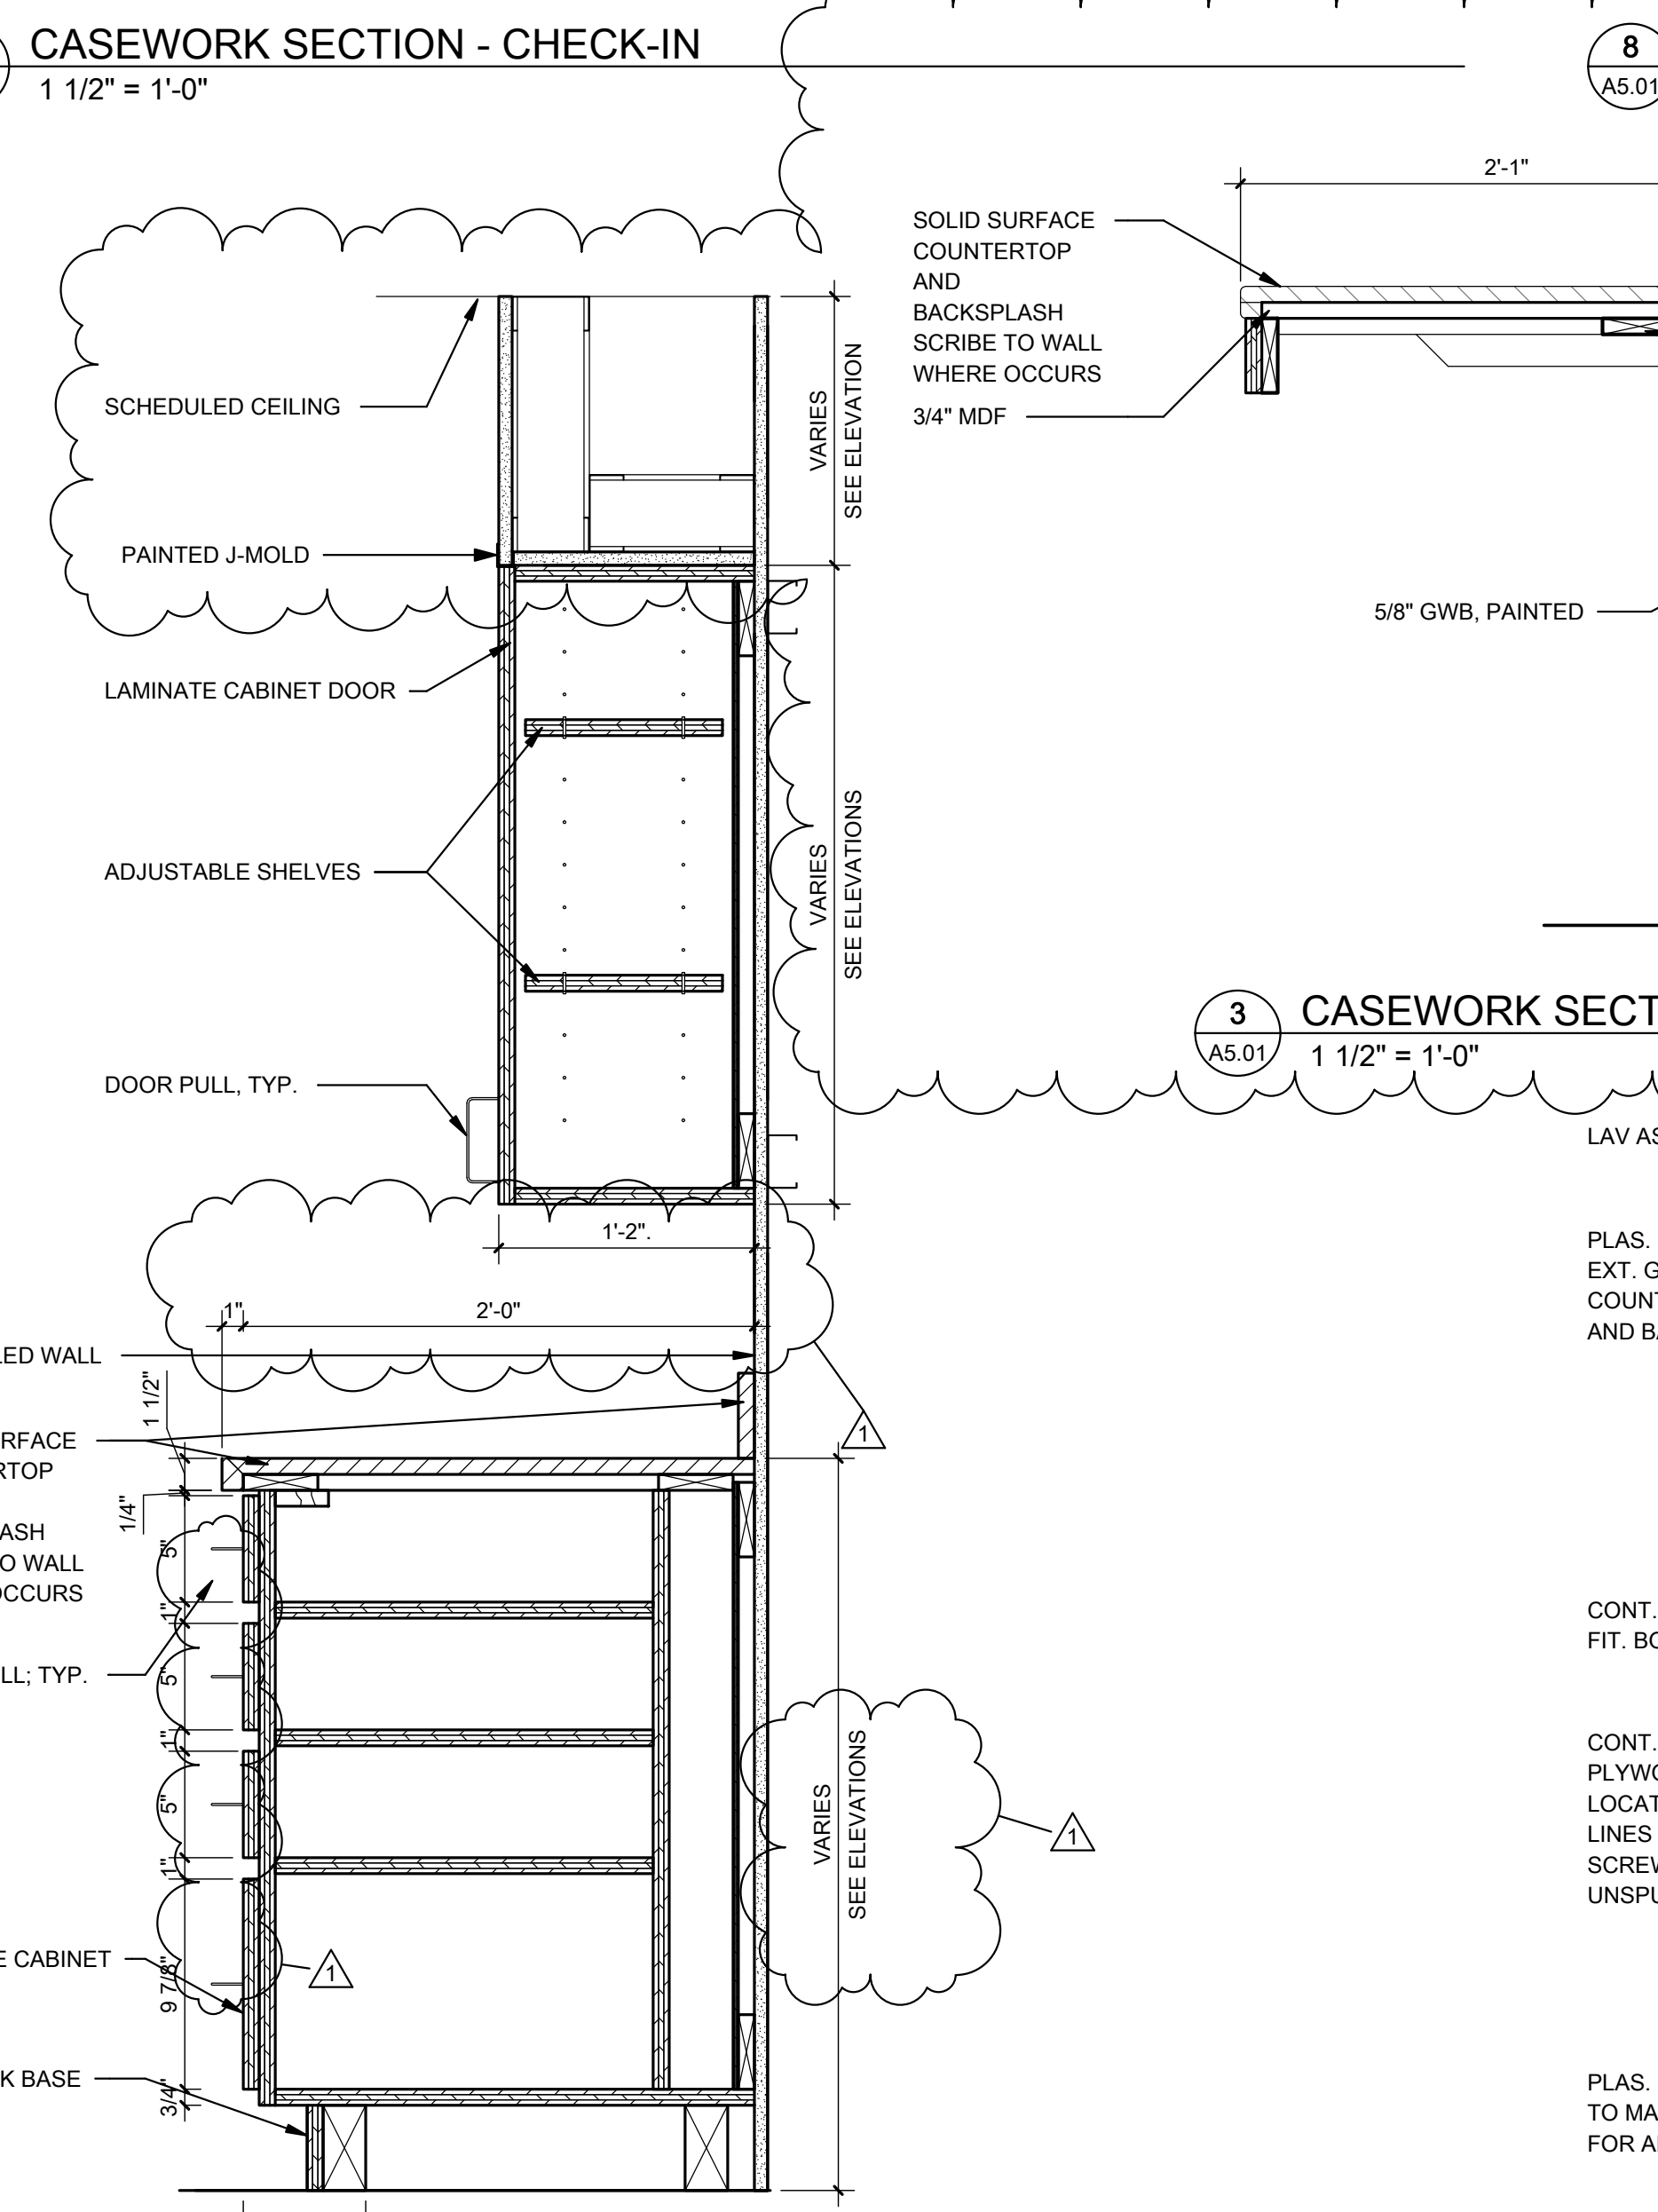 CASEWORK SECTION - CHECK-IN
1 1/2" = 1'-0"
8
A5.01
2'-1"
SOLID SURFACE
COUNTERTOP
AND
BACKSPLASH
SCRIBE TO WALL
WHERE OCCURS
3/4" MDF
5/8" GWB, PAINTED
SCHEDULED CEILING
PAINTED J-MOLD
LAMINATE CABINET DOOR
ADJUSTABLE SHELVES
DOOR PULL, TYP.
VARIES
SEE ELEVATION
VARIES
SEE ELEVATIONS
3
A5.01
CASEWORK SECT
1 1/2" = 1'-0"
1'-2".
1"
2'-0"
LED WALL
1 1/2"
RFACE
RTOP
1/4"
ASH
O WALL
OCCURS
LL; TYP.
5"
1"
5"
1"
5"
1"
9 7/8"
3/4"
E CABINET
K BASE
1
1
1
VARIES
SEE ELEVATIONS
LAV AS
PLAS.
EXT. G
COUNT
AND BA
CONT.
FIT. BO
CONT.
PLYWO
LOCAT
LINES
SCREW
UNSPU
PLAS.
TO MA
FOR A